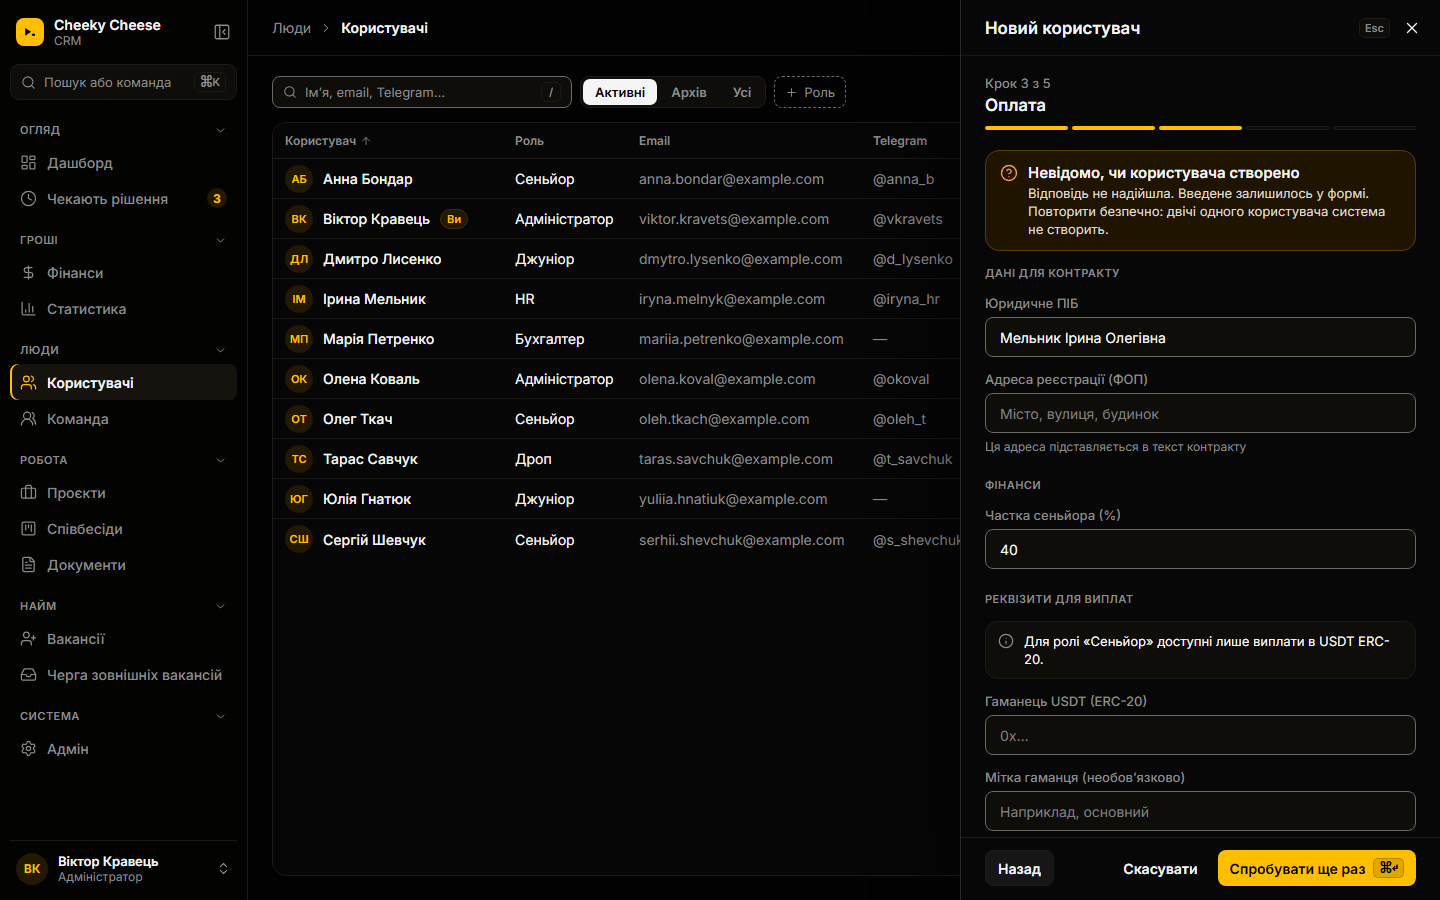 Cheeky Cheese
CRM
Пошук або команда ⌘K
ОГЛЯД
Дашборд
Чекають рішення 3
ГРОШІ
Фінанси
Статистика
ЛЮДИ
Користувачі
Команда
РОБОТА
Проєкти
Співбесіди
Документи
НАЙМ
Вакансії
Черга зовнішніх вакансій
СИСТЕМА
Адмін
ВК Віктор Кравець
Адміністратор
Люди > Користувачі
Ім’я, email, Telegram... /
Активні Архів Усі
+ Роль
Користувач ↑ Роль Email Telegram
АБ Анна Бондар Сеньйор anna.bondar@example.com @anna_b
ВК Віктор Кравець Ви Адміністратор viktor.kravets@example.com @vkravets
ДЛ Дмитро Лисенко Джуніор dmytro.lysenko@example.com @d_lysenko
ІМ Ірина Мельник HR iryna.melnyk@example.com @iryna_hr
МП Марія Петренко Бухгалтер mariia.petrenko@example.com —
ОК Олена Коваль Адміністратор olena.koval@example.com @okoval
ОТ Олег Ткач Сеньйор oleh.tkach@example.com @oleh_t
ТС Тарас Савчук Дроп taras.savchuk@example.com @t_savchuk
ЮГ Юлія Гнатюк Джуніор yuliia.hnatiuk@example.com —
СШ Сергій Шевчук Сеньйор serhii.shevchuk@example.com @s_shevchuk
Новий користувач Esc
Крок 3 з 5
Оплата
Невідомо, чи користувача створено
Відповідь не надійшла. Введене залишилось у формі.
Повторити безпечно: двічі одного користувача система
не створить.
ДАНІ ДЛЯ КОНТРАКТУ
Юридичне ПІБ
Мельник Ірина Олегівна
Адреса реєстрації (ФОП)
Місто, вулиця, будинок
Ця адреса підставляється в текст контракту
ФІНАНСИ
Частка сеньйора (%)
40
РЕКВІЗИТИ ДЛЯ ВИПЛАТ
Для ролі «Сеньйор» доступні лише виплати в USDT ERC-
20.
Гаманець USDT (ERC-20)
0x...
Мітка гаманця (необов’язково)
Наприклад, основний
Назад Скасувати Спробувати ще раз ⌘↵